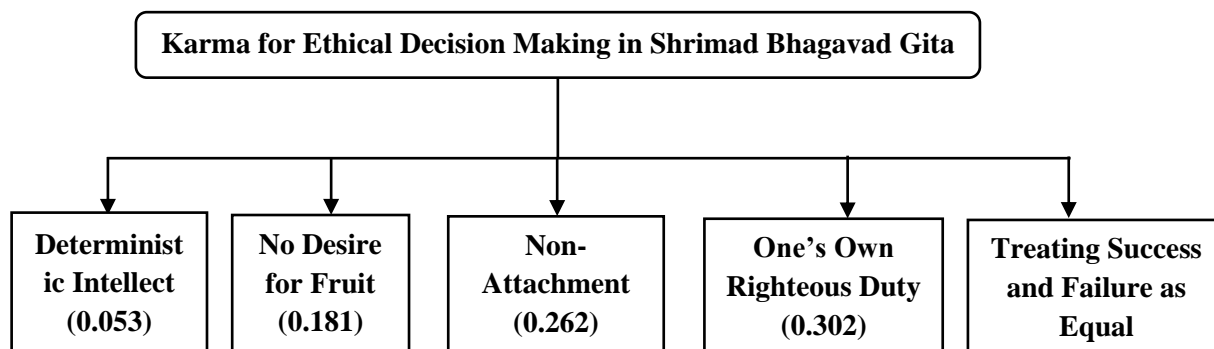 Karma for Ethical Decision Making in Shrimad Bhagavad Gita
Determinist
ic Intellect
(0.053)
No Desire
for Fruit
(0.181)
Non-
Attachment
(0.262)
One's Own
Righteous Duty
(0.302)
Treating Success
and Failure as
Equal